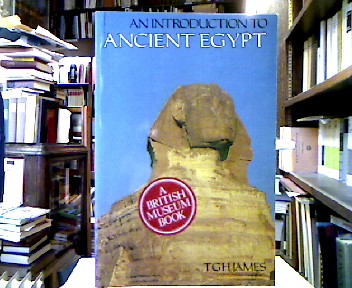 AN INTRODUCTION TO
ANCIENT EGYPT
A
BRITISH
MUSEUM
BOOK
T.G.H.JAMES